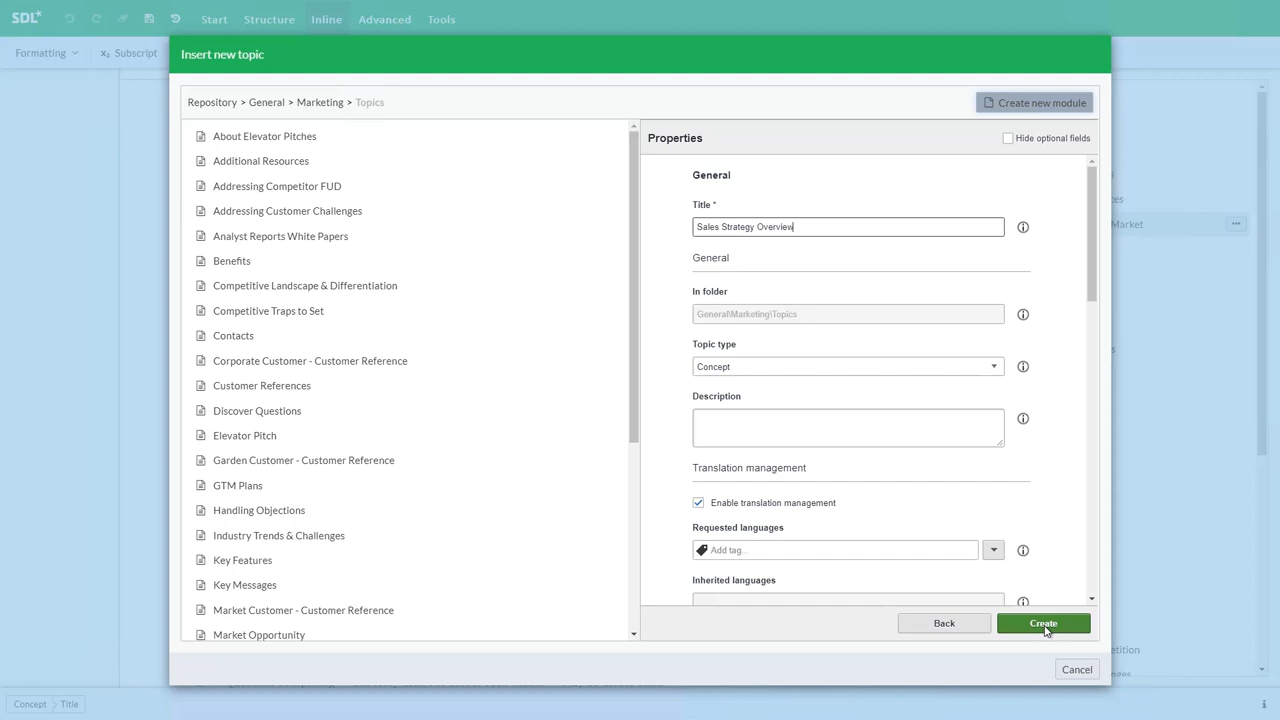 SDL*
Start Structure Inline Advanced Tools
Formatting
x₂ Subscript
Insert new topic
Repository > General > Marketing > Topics
Create new module
About Elevator Pitches
Additional Resources
Addressing Competitor FUD
Addressing Customer Challenges
Analyst Reports White Papers
Benefits
Competitive Landscape & Differentiation
Competitive Traps to Set
Contacts
Corporate Customer - Customer Reference
Customer References
Discover Questions
Elevator Pitch
Garden Customer - Customer Reference
GTM Plans
Handling Objections
Industry Trends & Challenges
Key Features
Key Messages
Market Customer - Customer Reference
Market Opportunity
Properties
Hide optional fields
General
Title *
Sales Strategy Overview
General
In folder
General\Marketing\Topics
Topic type
Concept
Description
Translation management
Enable translation management
Requested languages
Add tag...
Inherited languages
Back
Create
Cancel
Market
Concept Title